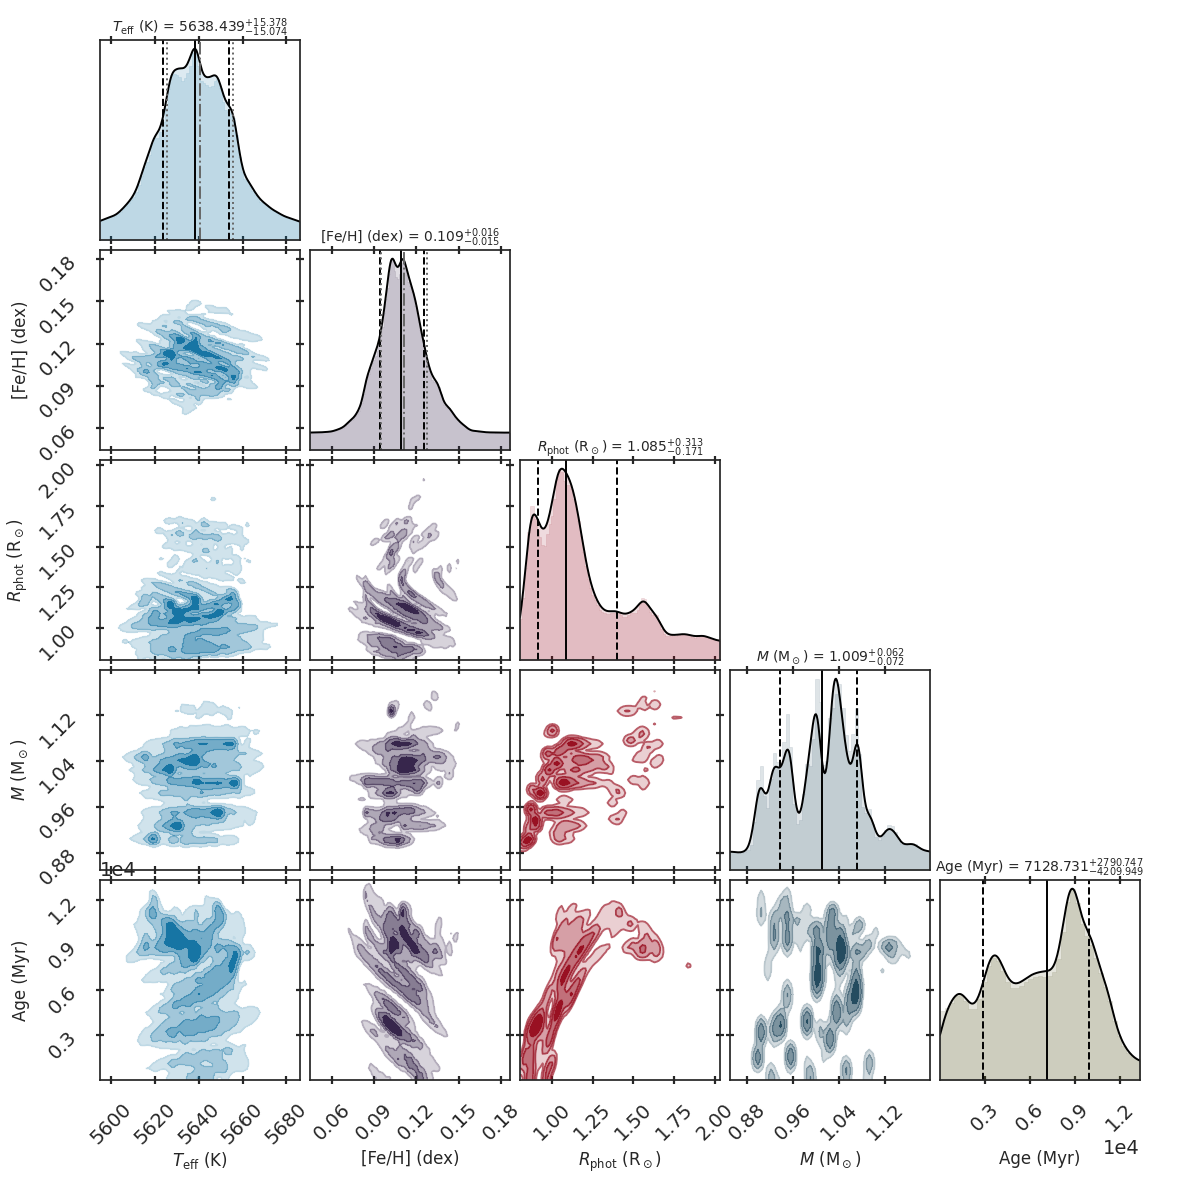 T_eff (K) = 5638.439 +15.378 −15.074
[Fe/H] (dex) = 0.109 +0.016 −0.015
[Fe/H] (dex)
0.18
0.15
0.12
0.09
0.06
R_phot (R⊙) = 1.085 +0.313 −0.171
R_phot (R⊙)
2.00
1.75
1.50
1.25
1.00
M (M⊙) = 1.009 +0.062 −0.072
M (M⊙)
1.12
1.04
0.96
0.88
1e4
Age (Myr) = 7128.731 +2790.747 −4209.949
Age (Myr)
1.2
0.9
0.6
0.3
5600 5620 5640 5660 5680
0.06 0.09 0.12 0.15 0.18
1.00 1.25 1.50 1.75 2.00
0.88 0.96 1.04 1.12
0.3 0.6 0.9 1.2
1e4
T_eff (K)
[Fe/H] (dex)
R_phot (R⊙)
M (M⊙)
Age (Myr)